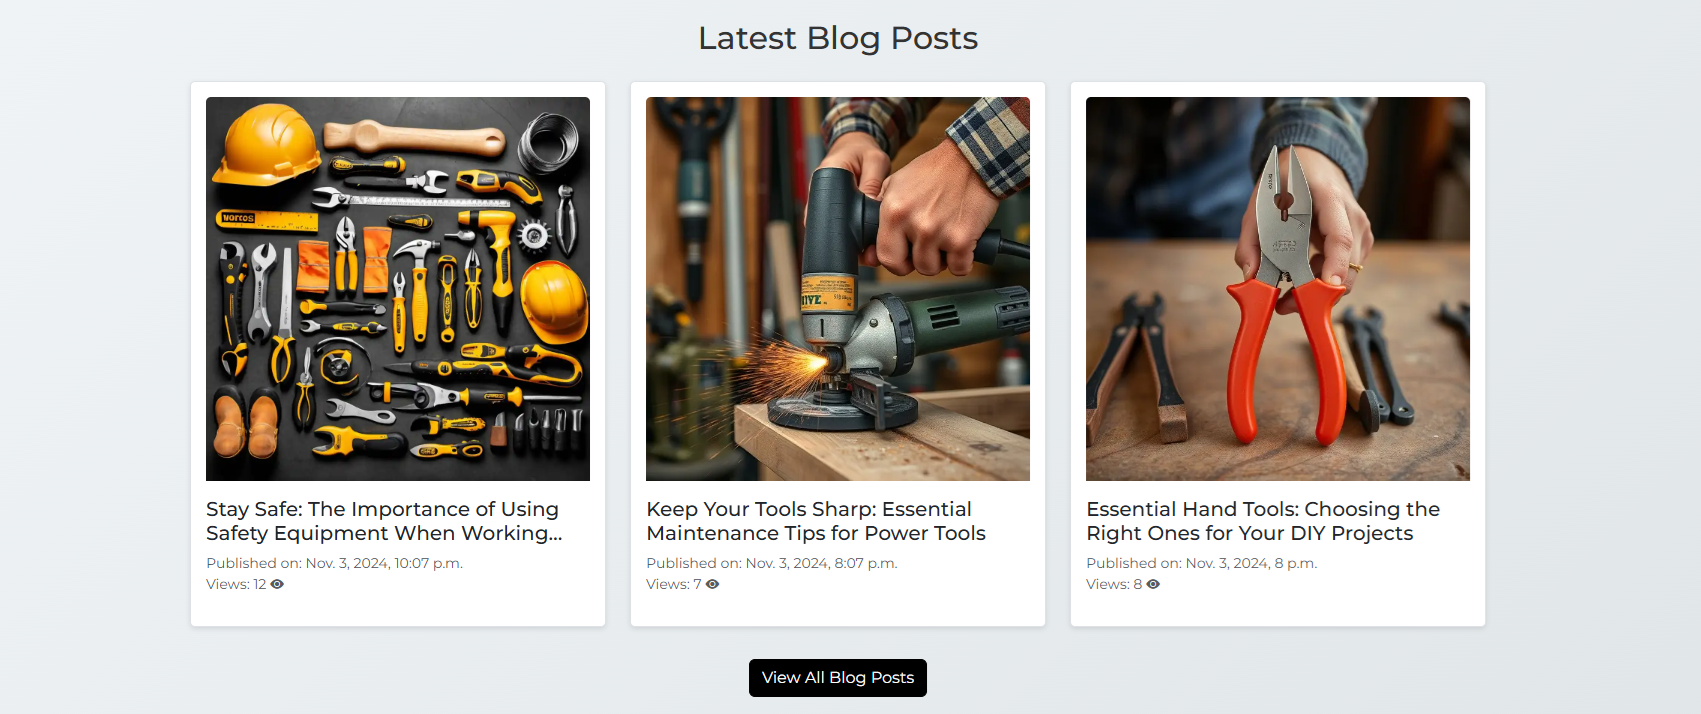 Latest Blog Posts
Stay Safe: The Importance of Using
Safety Equipment When Working...
Published on: Nov. 3, 2024, 10:07 p.m.
Views: 12
Keep Your Tools Sharp: Essential
Maintenance Tips for Power Tools
Published on: Nov. 3, 2024, 8:07 p.m.
Views: 7
Essential Hand Tools: Choosing the
Right Ones for Your DIY Projects
Published on: Nov. 3, 2024, 8 p.m.
Views: 8
View All Blog Posts